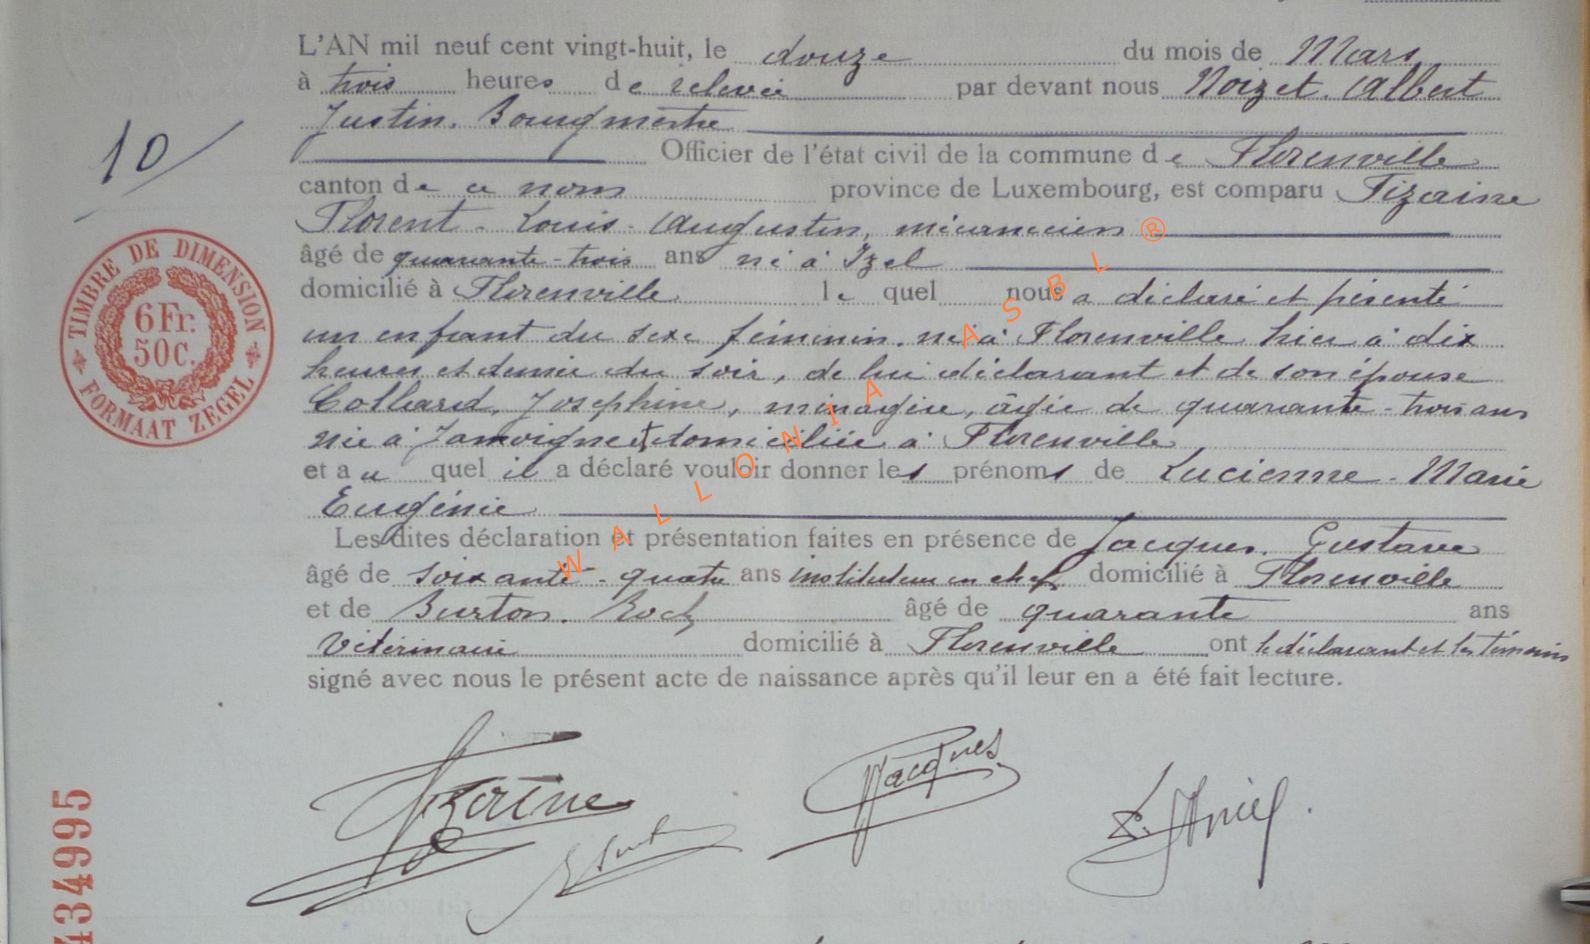 L'AN mil neuf cent vingt-huit, le douze du mois de Mars
à trois heures de relevée par devant nous Noizet. Albert
Justin. Bourgmestre
10
Officier de l'état civil de la commune de Florenville
canton de ce nom province de Luxembourg, est comparu Tizaine
Florent. Louis. Augustin, mécanicien
âgé de quarante-trois ans né à Izel
domicilié à Florenville lequel nous a déclaré et présenté
un enfant du sexe féminin. né à Florenville hier à dix
heures et demie du soir, de lui déclarant et de son épouse
Collard, Joséphine, ménagère, âgée de quarante-trois ans
née à Jamoigne et domiciliée à Florenville
et au quel il a déclaré vouloir donner les prénoms de Lucienne-Marie
Eugénie
Les dites déclaration et présentation faites en présence de Jacques. Gustave
âgé de soixante-quatre ans instituteur en chef domicilié à Florenville
et de Burton. Roch âgé de quarante ans
Vétérinaire domicilié à Florenville ont le déclarant et les témoins
signé avec nous le présent acte de naissance après qu'il leur en a été fait lecture.
TIMBRE DE DIMENSION
6 Fr.
50 C.
FORMAAT ZEGEL
WALLONIA ASBL ®
Tizaine
Jacques
434995